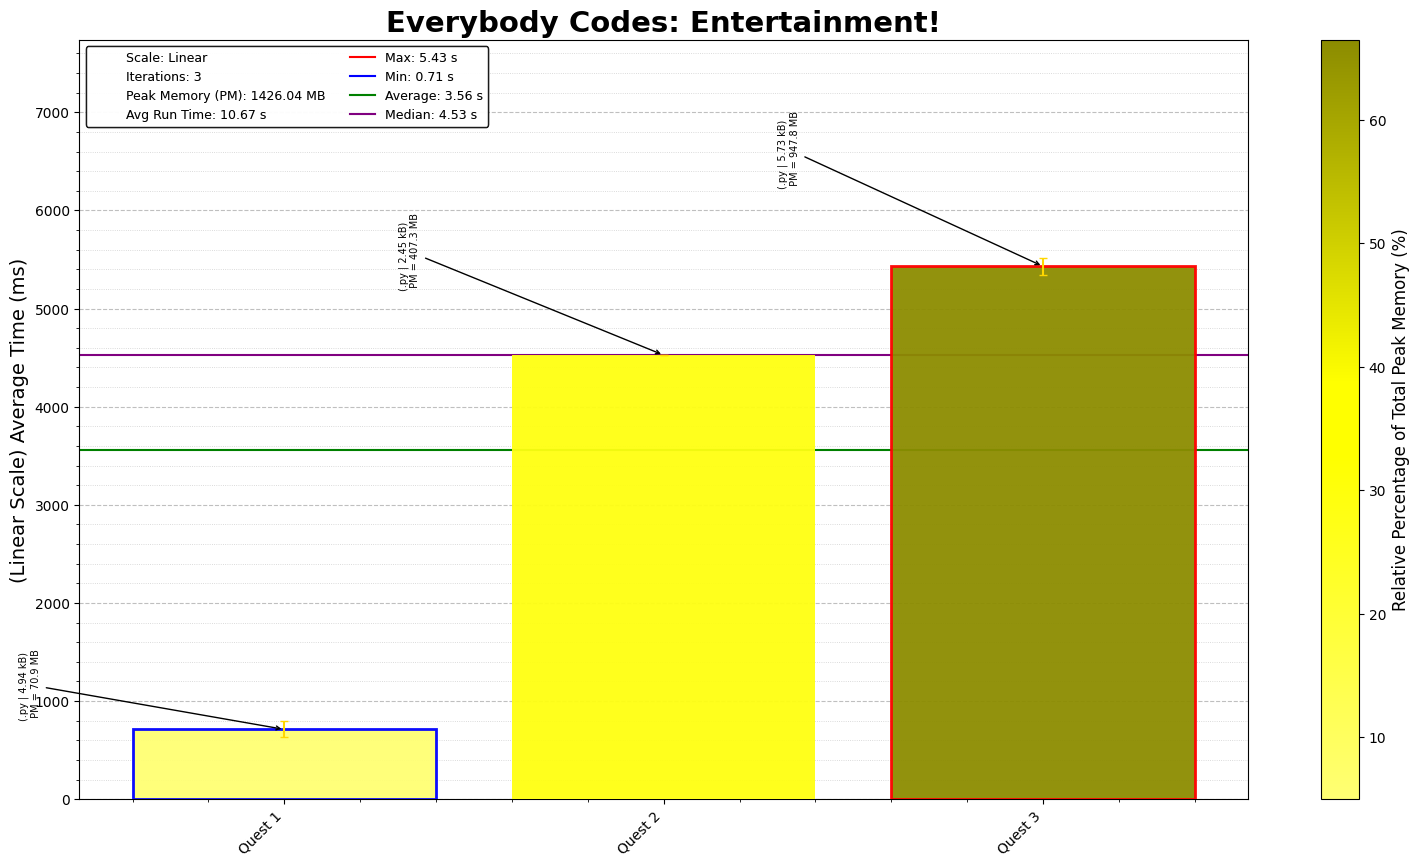 Everybody Codes: Entertainment!
Scale: Linear
Iterations: 3
Peak Memory (PM): 1426.04 MB
Avg Run Time: 10.67 s
Max: 5.43 s
Min: 0.71 s
Average: 3.56 s
Median: 4.53 s
(Linear Scale) Average Time (ms)
7000
6000
5000
4000
3000
2000
1000
0
(.py | 4.94 kB)
PM = 70.9 MB
(.py | 2.45 kB)
PM = 407.3 MB
(.py | 5.73 kB)
PM = 947.8 MB
Quest 1
Quest 2
Quest 3
60
50
40
30
20
10
Relative Percentage of Total Peak Memory (%)